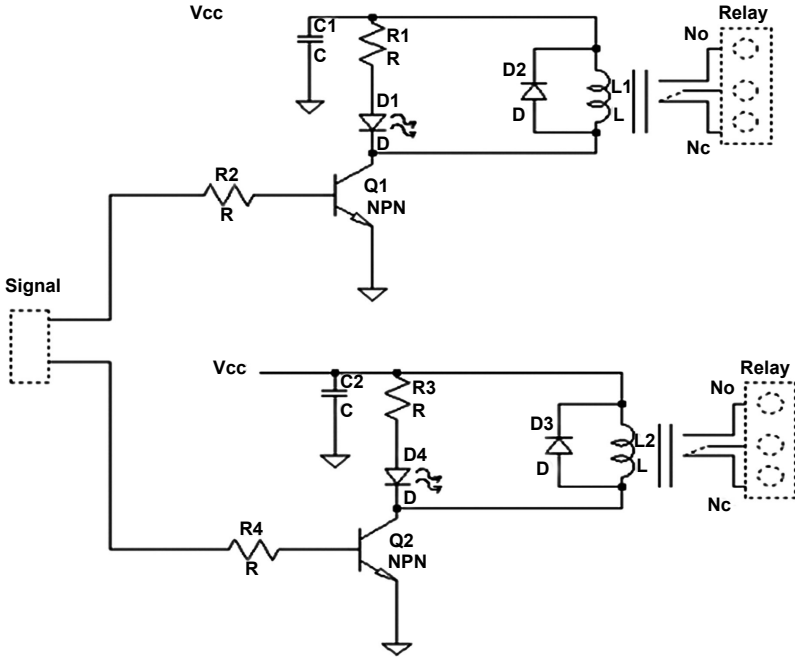 Vcc
C1
C
R1
R
D1
D
D2
D
L1
L
Relay
No
Nc
R2
R
Q1
NPN
Signal
Vcc
C2
C
R3
R
D4
D
D3
D
L2
L
Relay
No
Nc
R4
R
Q2
NPN